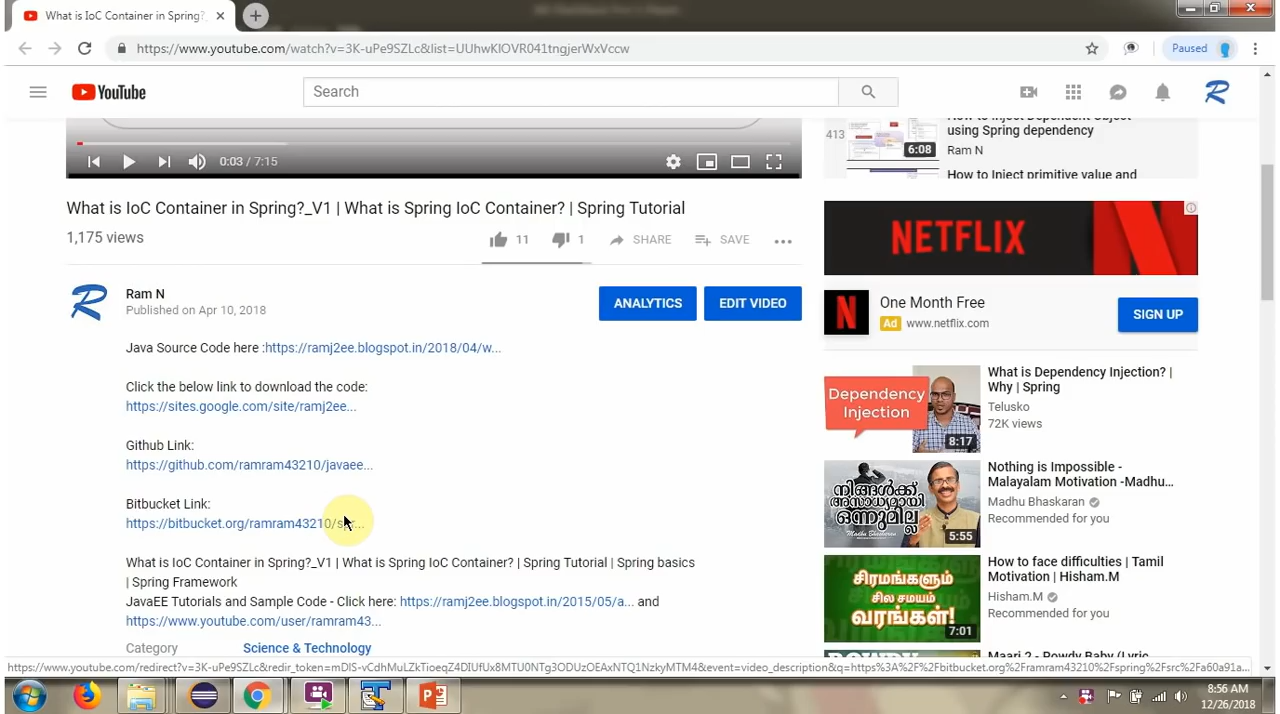 What is IoC Container in Spring?
https://www.youtube.com/watch?v=3K-uPe9SZLc&list=UUhwKIOVR041tngjerWxVccw
Paused
YouTube
Search
0:03 / 7:15
413
How to Inject Dependent Object
using Spring dependency
Ram N
6:08
How to Inject primitive value and
What is IoC Container in Spring?_V1 | What is Spring IoC Container? | Spring Tutorial
1,175 views
11
1
SHARE
SAVE
NETFLIX
One Month Free
Ad www.netflix.com
SIGN UP
Ram N
Published on Apr 10, 2018
ANALYTICS
EDIT VIDEO
Java Source Code here :https://ramj2ee.blogspot.in/2018/04/w...
Click the below link to download the code:
https://sites.google.com/site/ramj2ee...
Github Link:
https://github.com/ramram43210/javaee...
Bitbucket Link:
https://bitbucket.org/ramram43210/s...
What is IoC Container in Spring?_V1 | What is Spring IoC Container? | Spring Tutorial | Spring basics
| Spring Framework
JavaEE Tutorials and Sample Code - Click here: https://ramj2ee.blogspot.in/2015/05/a... and
https://www.youtube.com/user/ramram43...
Category
Science & Technology
Dependency
Injection
8:17
What is Dependency Injection? |
Why | Spring
Telusko
72K views
നിങ്ങൾക്ക്
അസാധ്യമായി
ഒന്നുമില്ല!
Madhu Bhaskaran
5:55
Nothing is Impossible -
Malayalam Motivation -Madhu...
Madhu Bhaskaran
Recommended for you
சிரமங்களும்
சில சமயம்
வரங்கள்!
7:01
How to face difficulties | Tamil
Motivation | Hisham.M
Hisham.M
Recommended for you
Maari 2 - Rowdy Baby (Lyric
8:56 AM
12/26/2018